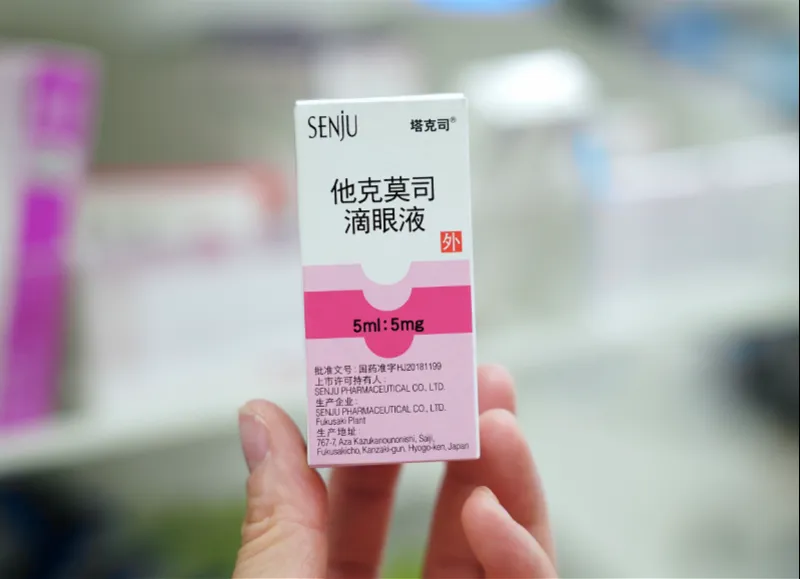 SENJU
塔克司®
他克莫司
滴眼液
外
5ml:5mg
批准文号:国药准字HJ20181199
上市许可持有人:
SENJU PHARMACEUTICAL CO., LTD.
生产企业:
SENJU PHARMACEUTICAL CO., LTD.
Fukusaki Plant
生产地址:
767-7, Aza Kazukanounonishi, Saiji,
Fukusakicho, Kanzaki-gun, Hyogo-ken, Japan